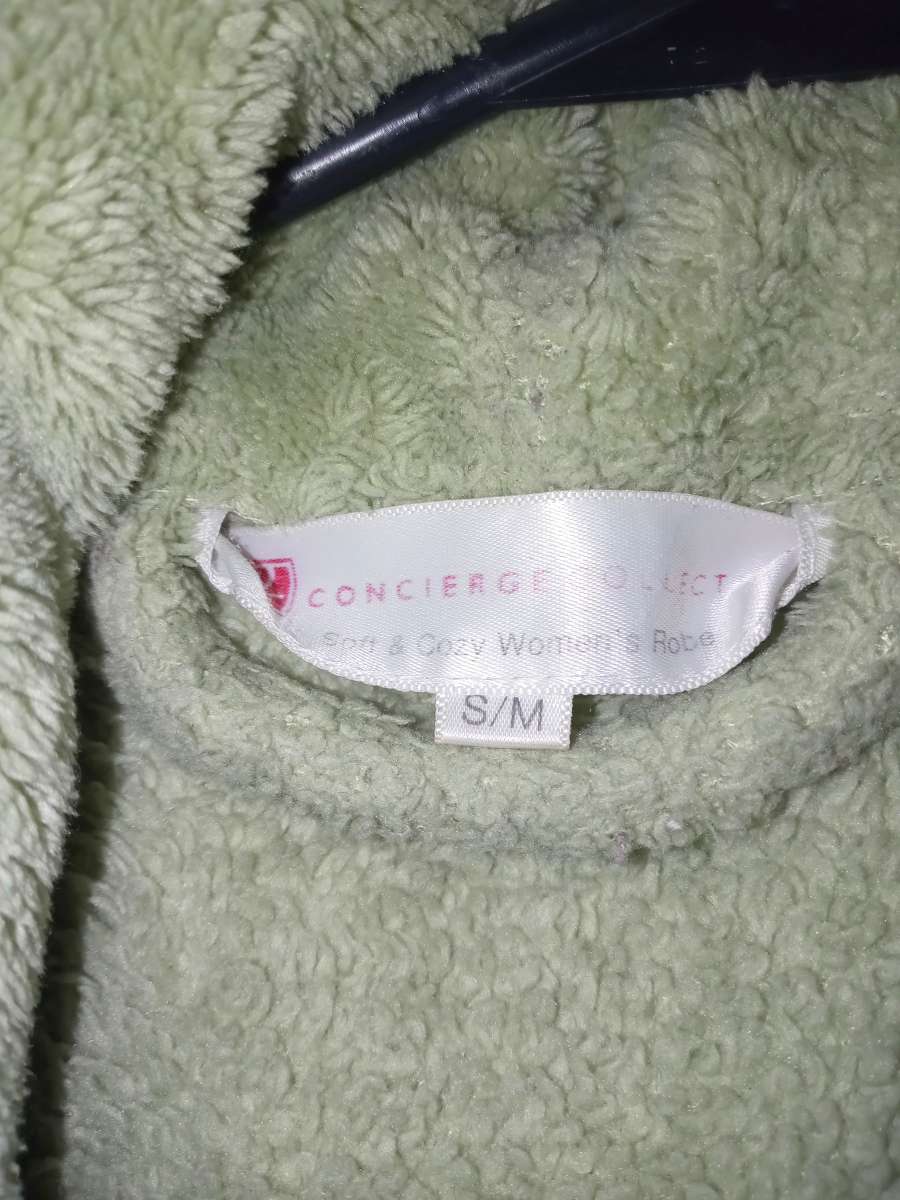 CONCIERGE COLLECT
Soft & Cozy Women's Robe
S/M